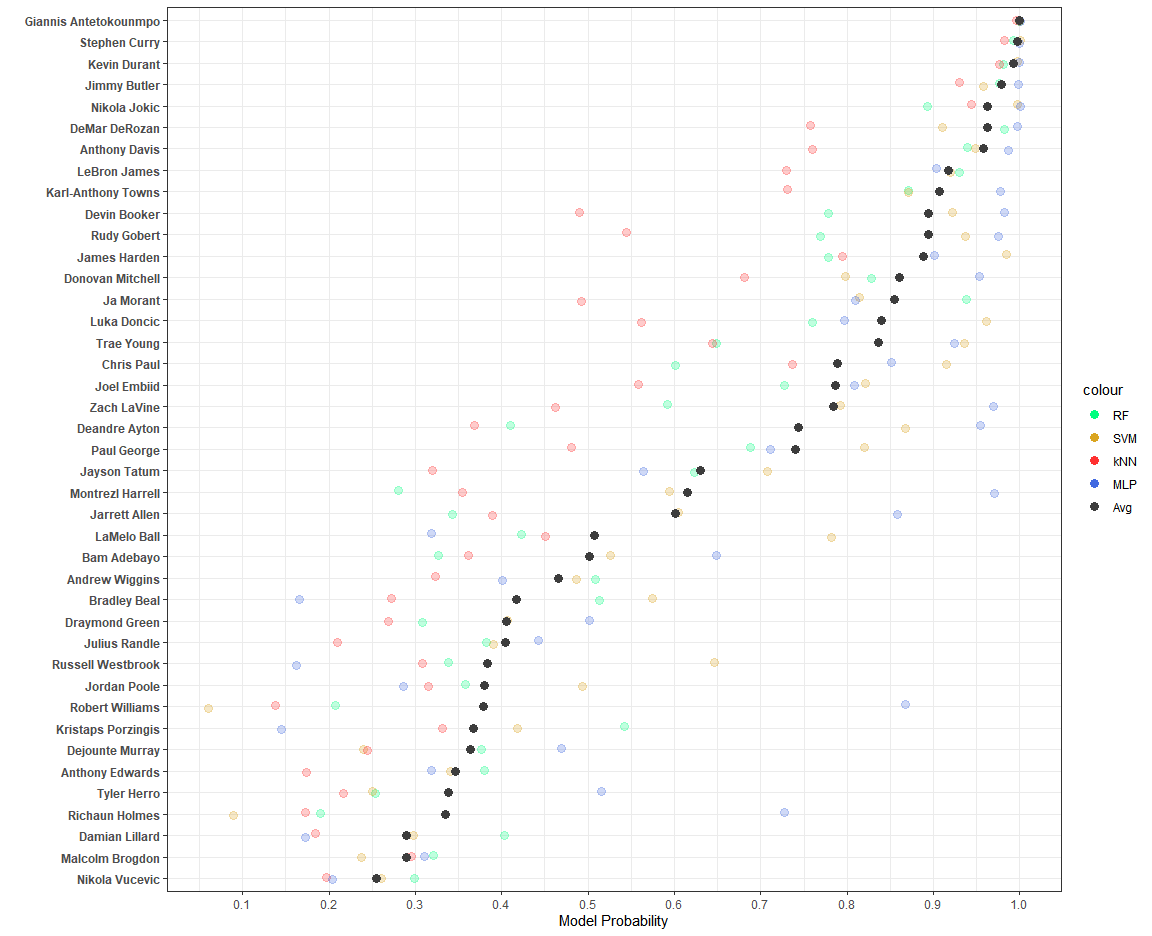 Giannis Antetokounmpo
Stephen Curry
Kevin Durant
Jimmy Butler
Nikola Jokic
DeMar DeRozan
Anthony Davis
LeBron James
Karl-Anthony Towns
Devin Booker
Rudy Gobert
James Harden
Donovan Mitchell
Ja Morant
Luka Doncic
Trae Young
Chris Paul
Joel Embiid
Zach LaVine
Deandre Ayton
Paul George
Jayson Tatum
Montrezl Harrell
Jarrett Allen
LaMelo Ball
Bam Adebayo
Andrew Wiggins
Bradley Beal
Draymond Green
Julius Randle
Russell Westbrook
Jordan Poole
Robert Williams
Kristaps Porzingis
Dejounte Murray
Anthony Edwards
Tyler Herro
Richaun Holmes
Damian Lillard
Malcolm Brogdon
Nikola Vucevic
0.1 0.2 0.3 0.4 0.5 0.6 0.7 0.8 0.9 1.0
Model Probability
colour
RF
SVM
kNN
MLP
Avg